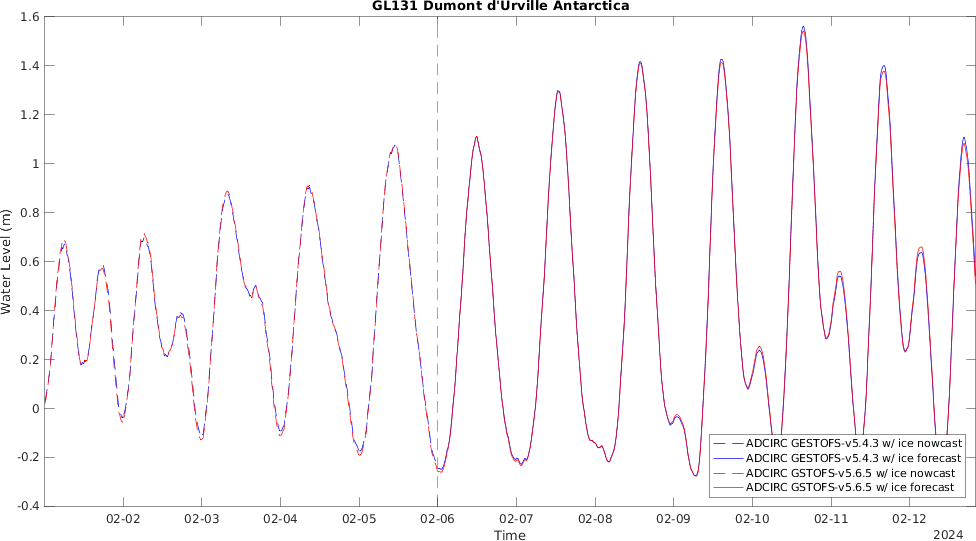 GL131 Dumont d'Urville Antarctica
1.6
1.4
1.2
1
0.8
0.6
0.4
0.2
0
-0.2
-0.4
Water Level (m)
02-02 02-03 02-04 02-05 02-06 02-07 02-08 02-09 02-10 02-11 02-12
Time
2024
ADCIRC GESTOFS-v5.4.3 w/ ice nowcast
ADCIRC GESTOFS-v5.4.3 w/ ice forecast
ADCIRC GSTOFS-v5.6.5 w/ ice nowcast
ADCIRC GSTOFS-v5.6.5 w/ ice forecast